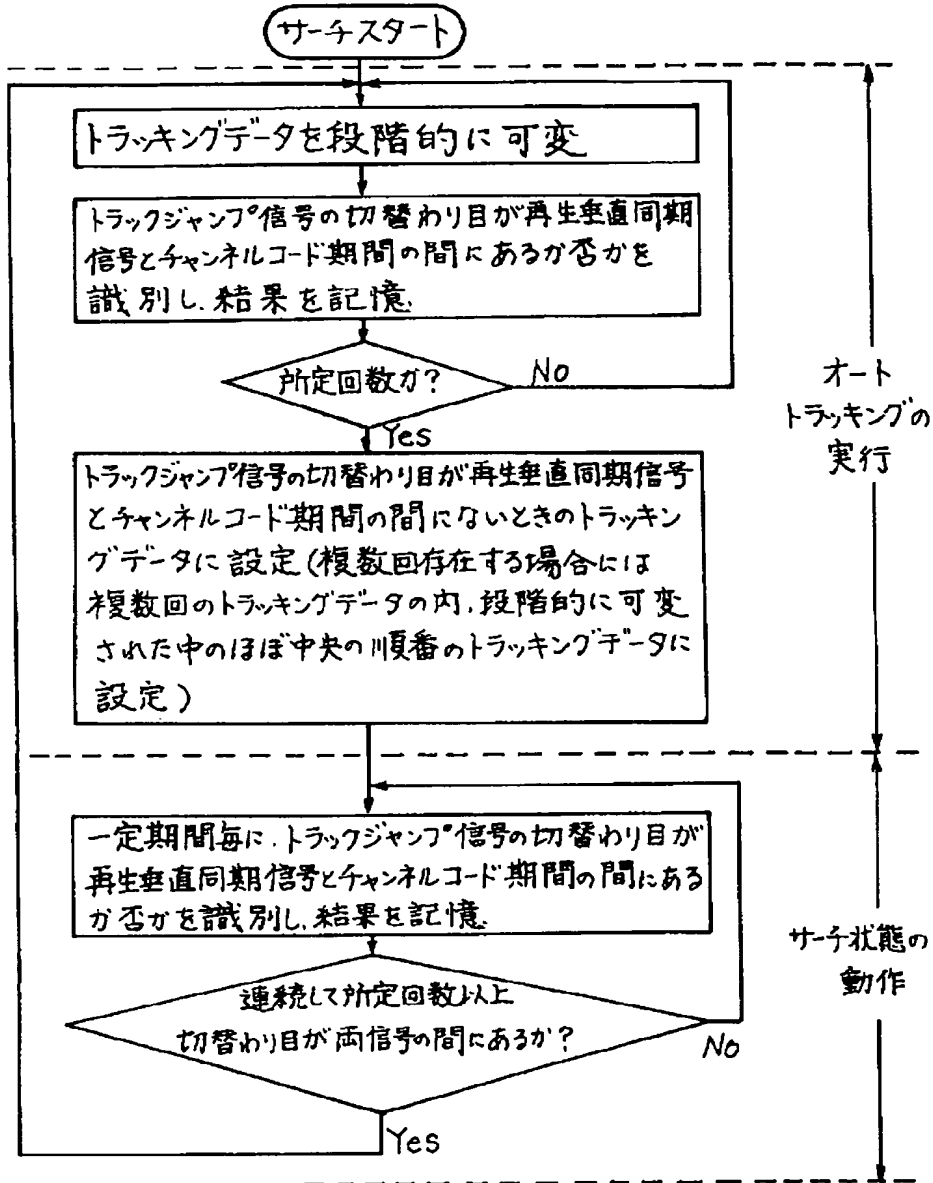 サーチスタート
トラッキングデータを段階的に可変
トラックジャンプ信号の切替わり目が再生垂直同期
信号とチャンネルコード期間の間にあるか否かを
識別し、結果を記憶.
所定回数か?
No
Yes
トラックジャンプ信号の切替わり目が再生垂直同期信号
とチャンネルコード期間の間にないときのトラッキン
グデータに設定(複数回存在する場合には
複数回のトラッキングデータの内、段階的に可変
された中のほぼ中央の順番のトラッキングデータに
設定)
オート
トラッキングの
実行
一定期間毎に、トラックジャンプ信号の切替わり目が
再生垂直同期信号とチャンネルコード期間の間にある
か否かを識別し、結果を記憶.
連続して所定回数以上
切替わり目が両信号の間にあるか?
No
Yes
サーチ状態の
動作